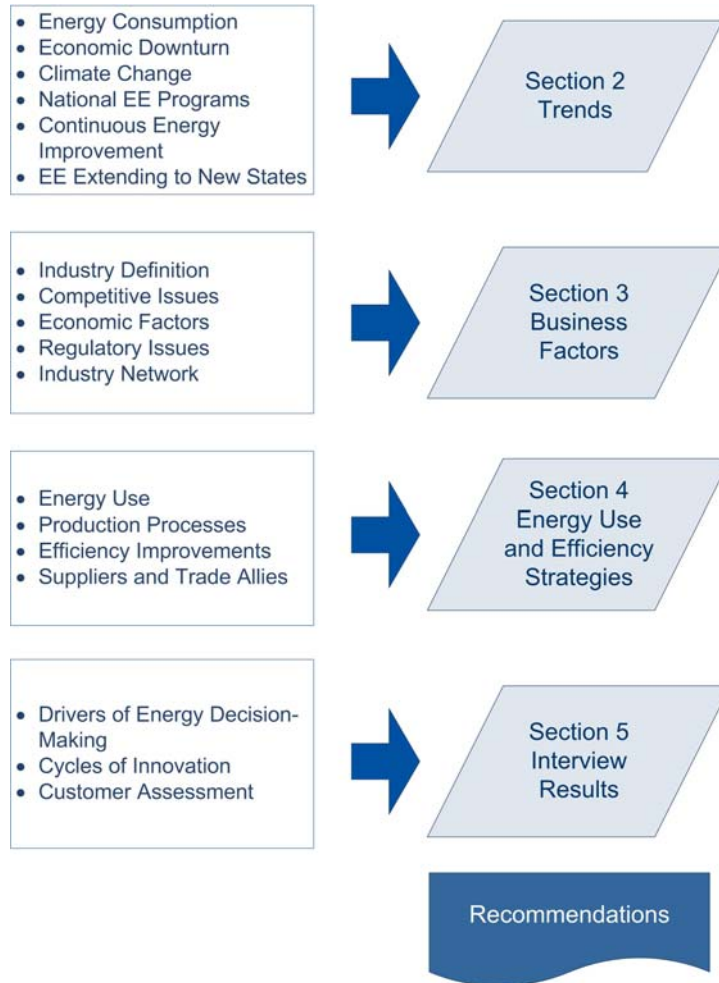 • Energy Consumption
• Economic Downturn
• Climate Change
• National EE Programs
• Continuous Energy
Improvement
• EE Extending to New States
Section 2
Trends
• Industry Definition
• Competitive Issues
• Economic Factors
• Regulatory Issues
• Industry Network
Section 3
Business
Factors
• Energy Use
• Production Processes
• Efficiency Improvements
• Suppliers and Trade Allies
Section 4
Energy Use
and Efficiency
Strategies
• Drivers of Energy Decision-
Making
• Cycles of Innovation
• Customer Assessment
Section 5
Interview
Results
Recommendations